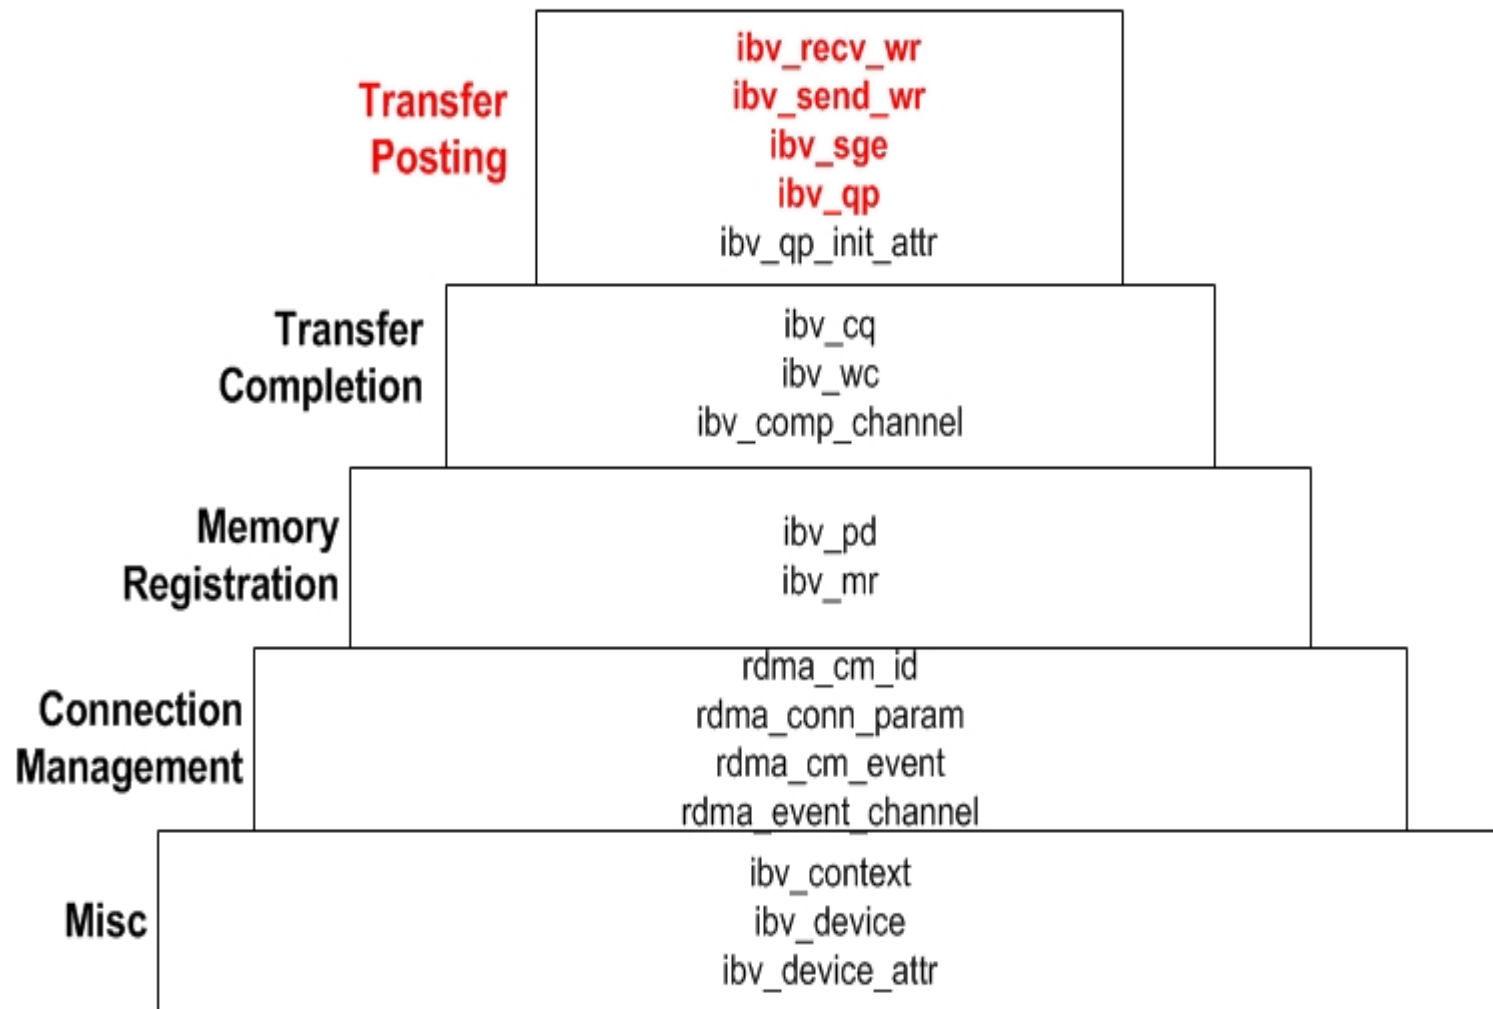 Transfer
Posting
ibv_recv_wr
ibv_send_wr
ibv_sge
ibv_qp
ibv_qp_init_attr
Transfer
Completion
ibv_cq
ibv_wc
ibv_comp_channel
Memory
Registration
ibv_pd
ibv_mr
Connection
Management
rdma_cm_id
rdma_conn_param
rdma_cm_event
rdma_event_channel
Misc
ibv_context
ibv_device
ibv_device_attr